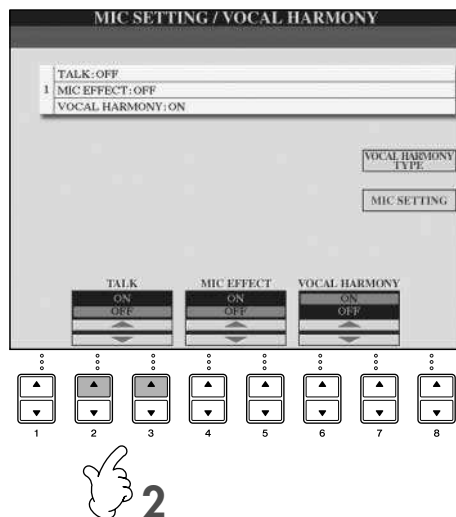 MIC SETTING / VOCAL HARMONY
TALK:OFF
1 MIC EFFECT:OFF
VOCAL HARMONY:ON
VOCAL HARMONY
TYPE
MIC SETTING
TALK MIC EFFECT VOCAL HARMONY
ON ON ON
OFF OFF OFF
1 2 3 4 5 6 7 8
2